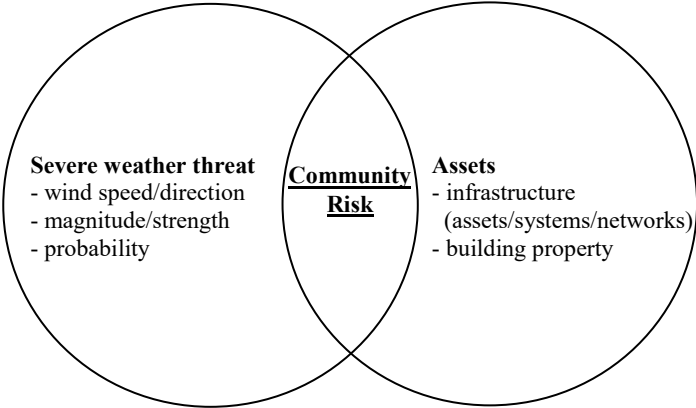 Severe weather threat
- wind speed/direction
- magnitude/strength
- probability
Community
Risk
Assets
- infrastructure
(assets/systems/networks)
- building property